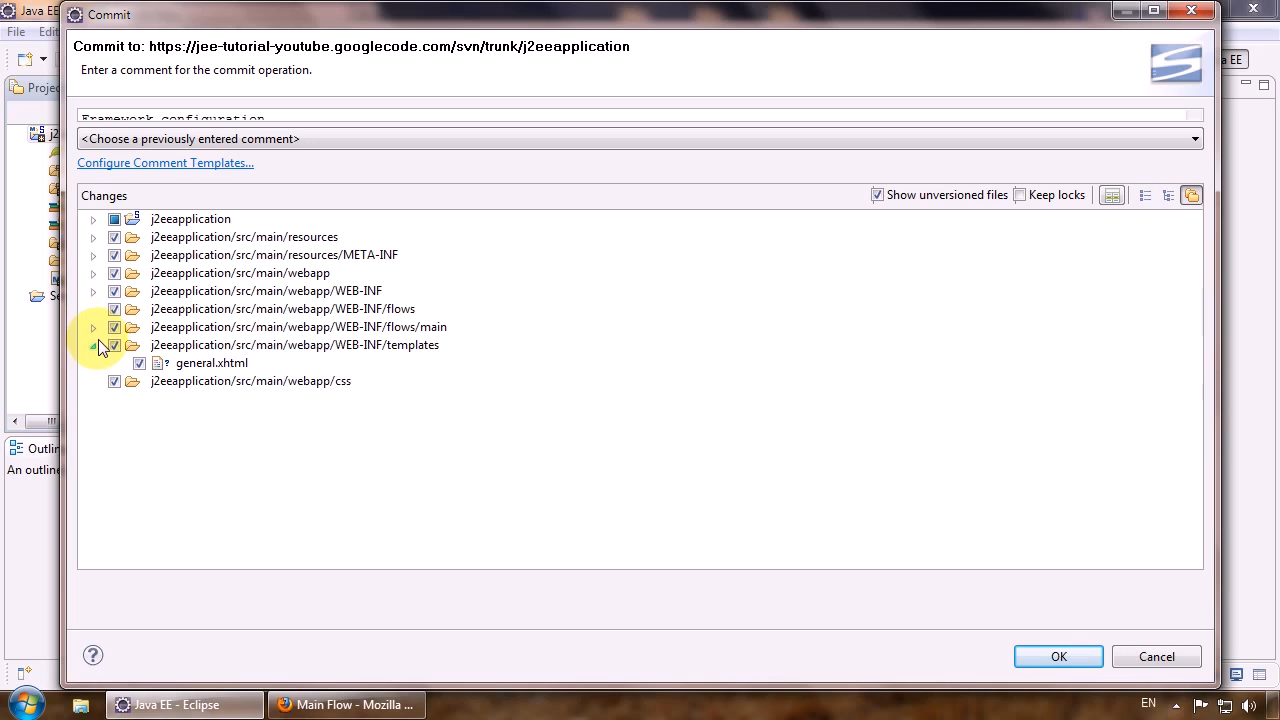 Java EE
Commit
File Edit
Commit to: https://jee-tutorial-youtube.googlecode.com/svn/trunk/j2eeapplication
Enter a comment for the commit operation.
Framework configuration
<Choose a previously entered comment>
Configure Comment Templates...
Changes
Show unversioned files
Keep locks
j2eeapplication
j2eeapplication/src/main/resources
j2eeapplication/src/main/resources/META-INF
j2eeapplication/src/main/webapp
j2eeapplication/src/main/webapp/WEB-INF
j2eeapplication/src/main/webapp/WEB-INF/flows
j2eeapplication/src/main/webapp/WEB-INF/flows/main
j2eeapplication/src/main/webapp/WEB-INF/templates
general.xhtml
j2eeapplication/src/main/webapp/css
An outline
OK
Cancel
Java EE - Eclipse
Main Flow - Mozilla ...
EN